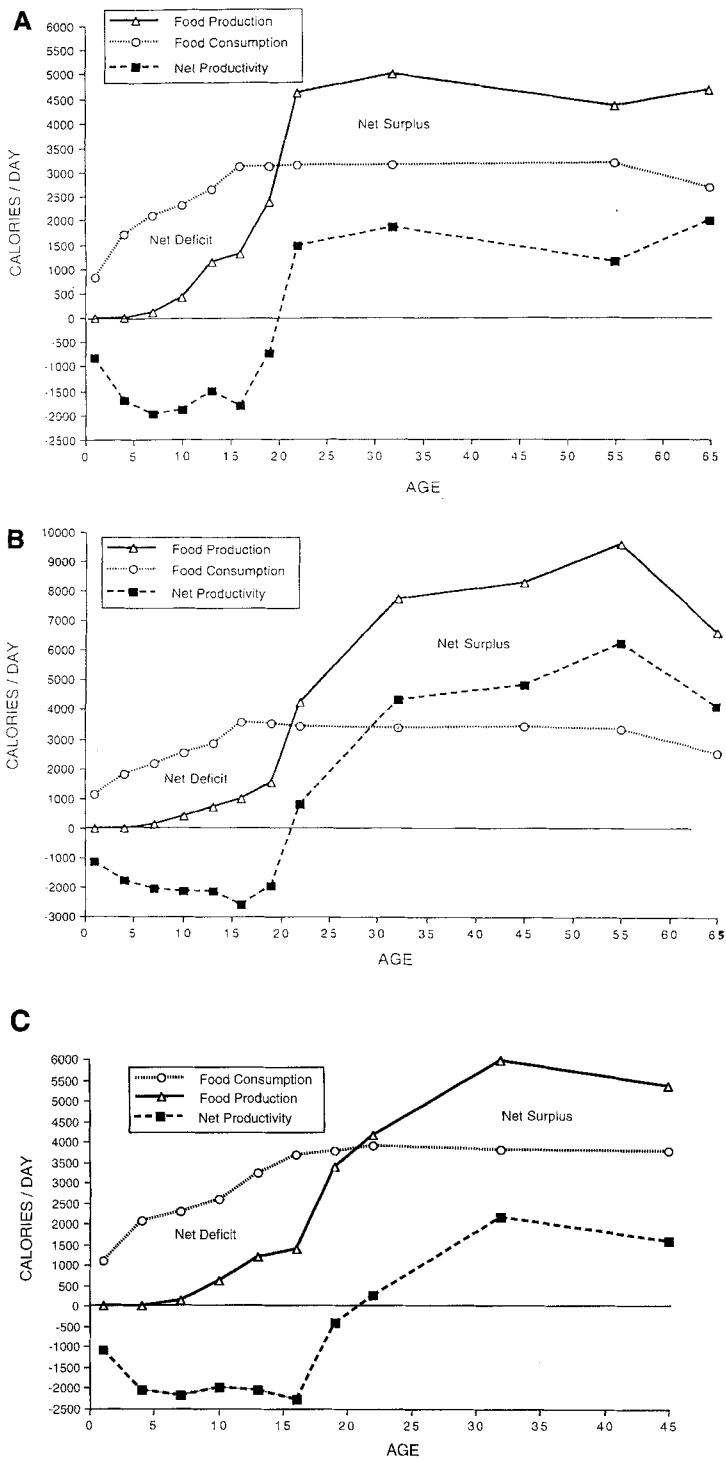 A
Food Production
Food Consumption
Net Productivity
6000
5500
5000
4500
4000
3500
3000
2500
2000
1500
1000
500
0
-500
-1000
-1500
-2000
-2500
CALORIES / DAY
Net Surplus
Net Deficit
0 5 10 15 20 25 30 35 40 45 50 55 60 65
AGE
B
Food Production
Food Consumption
Net Productivity
10000
9000
8000
7000
6000
5000
4000
3000
2000
1000
0
-1000
-2000
-3000
CALORIES / DAY
Net Surplus
Net Deficit
0 5 10 15 20 25 30 35 40 45 50 55 60 65
AGE
C
Food Consumption
Food Production
Net Productivity
6000
5500
5000
4500
4000
3500
3000
2500
2000
1500
1000
500
0
-500
-1000
-1500
-2000
-2500
CALORIES / DAY
Net Surplus
Net Deficit
0 5 10 15 20 25 30 35 40 45
AGE